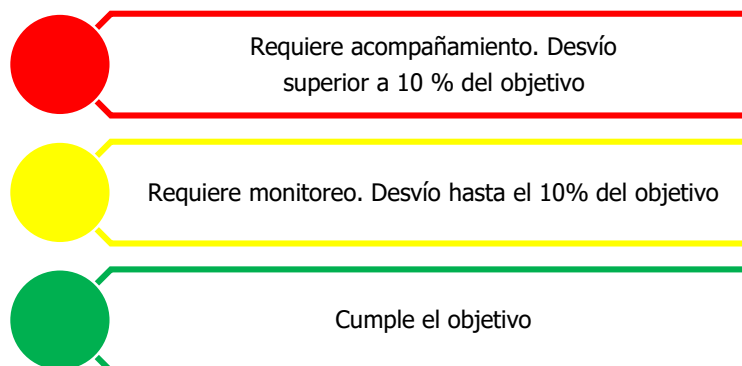 Requiere acompañamiento. Desvío
superior a 10 % del objetivo
Requiere monitoreo. Desvío hasta el 10% del objetivo
Cumple el objetivo